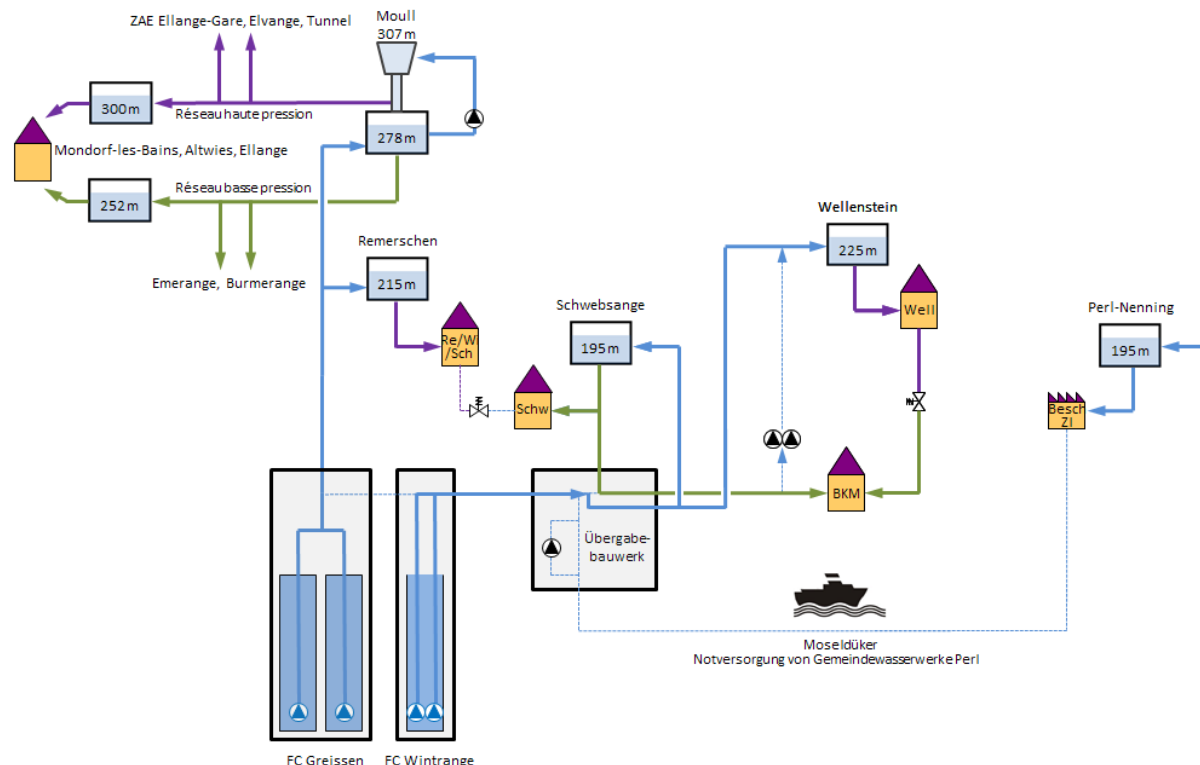 ZAE Ellange-Gare, Elvange, Tunnel
Moull
307m
300m
Réseau haute pression
278m
Mondorf-les-Bains, Altwies, Ellange
Réseau basse pression
252m
Emerange, Burmerange
Remerschen
215m
Re/Wi
/Sch
Schwebsange
195m
Schw
Wellenstein
225m
Well
Perl-Nenning
195m
Besch
ZI
BKM
Übergabe-
bauwerk
Moseldüker
Notversorgung von Gemeindewasserwerke Perl
FC Greissen
FC Wintrange